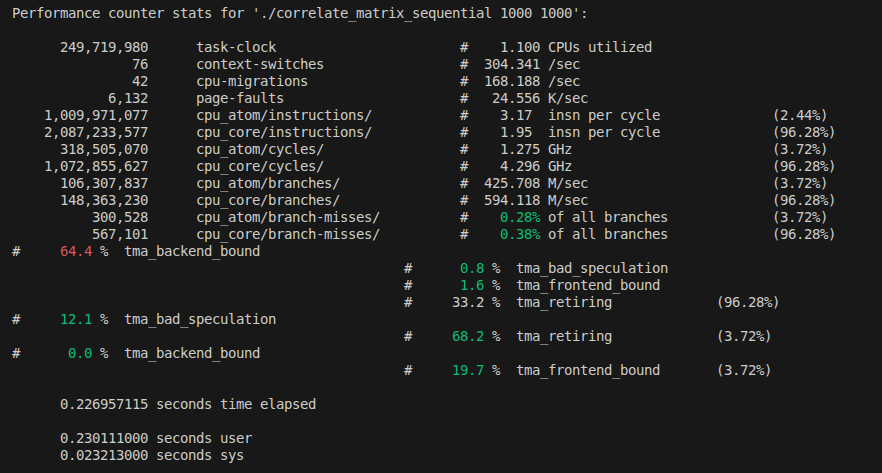 Performance counter stats for './correlate_matrix_sequential 1000 1000':
249,719,980 task-clock # 1.100 CPUs utilized
76 context-switches # 304.341 /sec
42 cpu-migrations # 168.188 /sec
6,132 page-faults # 24.556 K/sec
1,009,971,077 cpu_atom/instructions/ # 3.17 insn per cycle (2.44%)
2,087,233,577 cpu_core/instructions/ # 1.95 insn per cycle (96.28%)
318,505,070 cpu_atom/cycles/ # 1.275 GHz (3.72%)
1,072,855,627 cpu_core/cycles/ # 4.296 GHz (96.28%)
106,307,837 cpu_atom/branches/ # 425.708 M/sec (3.72%)
148,363,230 cpu_core/branches/ # 594.118 M/sec (96.28%)
300,528 cpu_atom/branch-misses/ # 0.28% of all branches (3.72%)
567,101 cpu_core/branch-misses/ # 0.38% of all branches (96.28%)
# 64.4 % tma_backend_bound
# 0.8 % tma_bad_speculation
# 1.6 % tma_frontend_bound
# 33.2 % tma_retiring (96.28%)
# 12.1 % tma_bad_speculation
# 68.2 % tma_retiring (3.72%)
# 0.0 % tma_backend_bound
# 19.7 % tma_frontend_bound (3.72%)
0.226957115 seconds time elapsed
0.230111000 seconds user
0.023213000 seconds sys